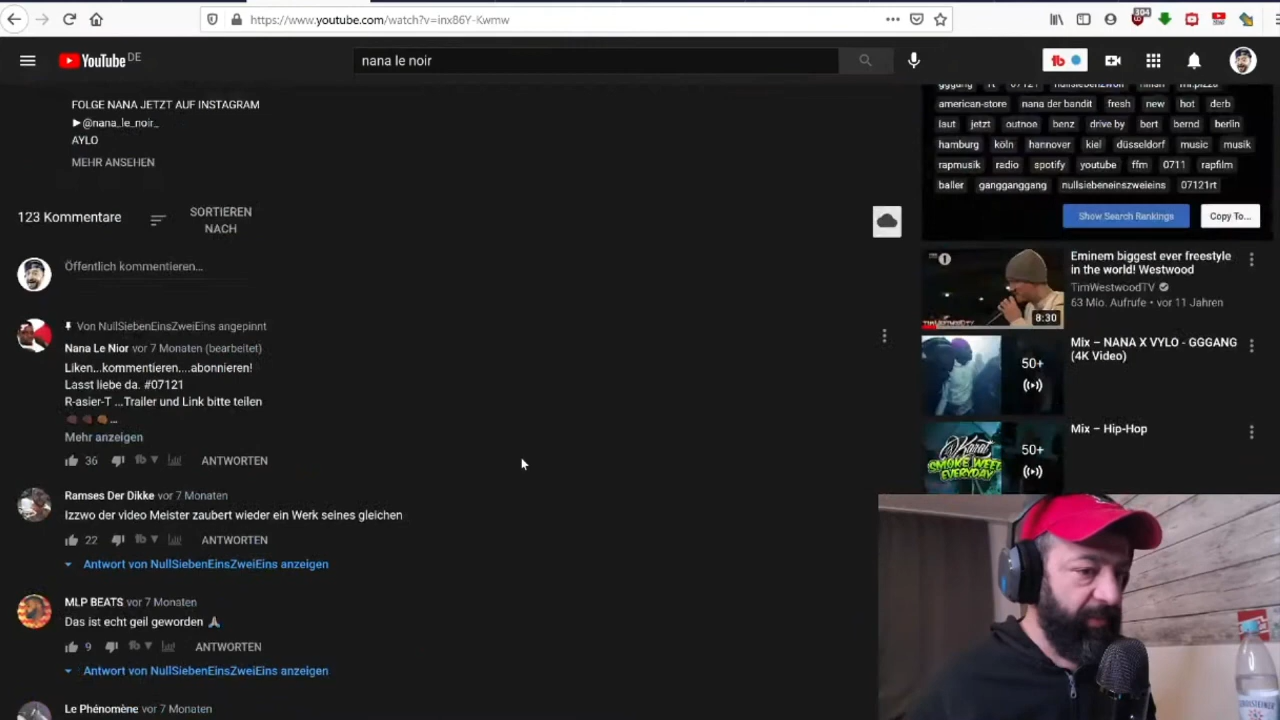 https://www.youtube.com/watch?v=inx86Y-Kwmw
304
YouTube DE
nana le noir
FOLGE NANA JETZT AUF INSTAGRAM
►@nana_le_noir_
AYLO
MEHR ANSEHEN
123 Kommentare
SORTIEREN
NACH
Öffentlich kommentieren...
Von NullSiebenEinsZweiEins angepinnt
Nana Le Nior vor 7 Monaten (bearbeitet)
Liken...kommentieren....abonnieren!
Lasst liebe da. #07121
R-asier-T ...Trailer und Link bitte teilen
...
Mehr anzeigen
36 ANTWORTEN
Ramses Der Dikke vor 7 Monaten
Izzwo der video Meister zaubert wieder ein Werk seines gleichen
22 ANTWORTEN
Antwort von NullSiebenEinsZweiEins anzeigen
MLP BEATS vor 7 Monaten
Das ist echt geil geworden
9 ANTWORTEN
Antwort von NullSiebenEinsZweiEins anzeigen
Le Phénomène vor 7 Monaten
american-store nana der bandit fresh new hot derb
laut jetzt outnoe benz drive by bert bernd berlin
hamburg köln hannover kiel düsseldorf music musik
rapmusik radio spotify youtube ffm 0711 rapfilm
baller gangganggang nullsiebeneinszweieins 07121rt
Show Search Rankings Copy To...
Eminem biggest ever freestyle
in the world! Westwood
TimWestwoodTV
63 Mio. Aufrufe • vor 11 Jahren
8:30
Mix – NANA X VYLO - GGGANG
(4K Video)
50+
Mix – Hip-Hop
50+
SMOKE WEED
EVERYDAY